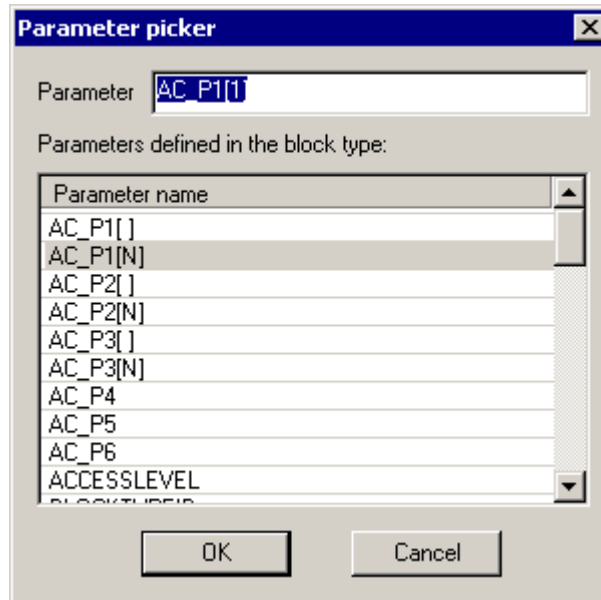 Parameter picker
Parameter AC_P1[1]
Parameters defined in the block type:
Parameter name
AC_P1[ ]
AC_P1[N]
AC_P2[ ]
AC_P2[N]
AC_P3[ ]
AC_P3[N]
AC_P4
AC_P5
AC_P6
ACCESSLEVEL
OK Cancel